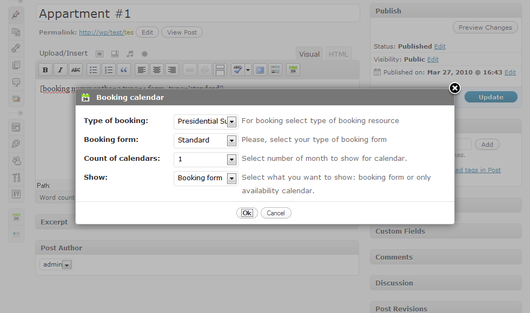 Appartment #1
Permalink: http://wp/test/tes Edit View Post
Upload/Insert Visual HTML
Booking calendar
Type of booking: Presidential Su For booking select type of booking resource
Booking form: Standard Please, select your type of booking form
Count of calendars: 1 Select number of month to show for calendar.
Show: Booking form Select what you want to show: booking form or only
availability calendar.
Ok Cancel
Path
Word count
Excerpt
Post Author
admin
Publish
Preview Changes
Status: Published Edit
Visibility: Public Edit
Published on: Mar 27, 2010 @ 16:43 Edit
Update
Add
tags in Post
Custom Fields
Comments
Discussion
Post Revisions